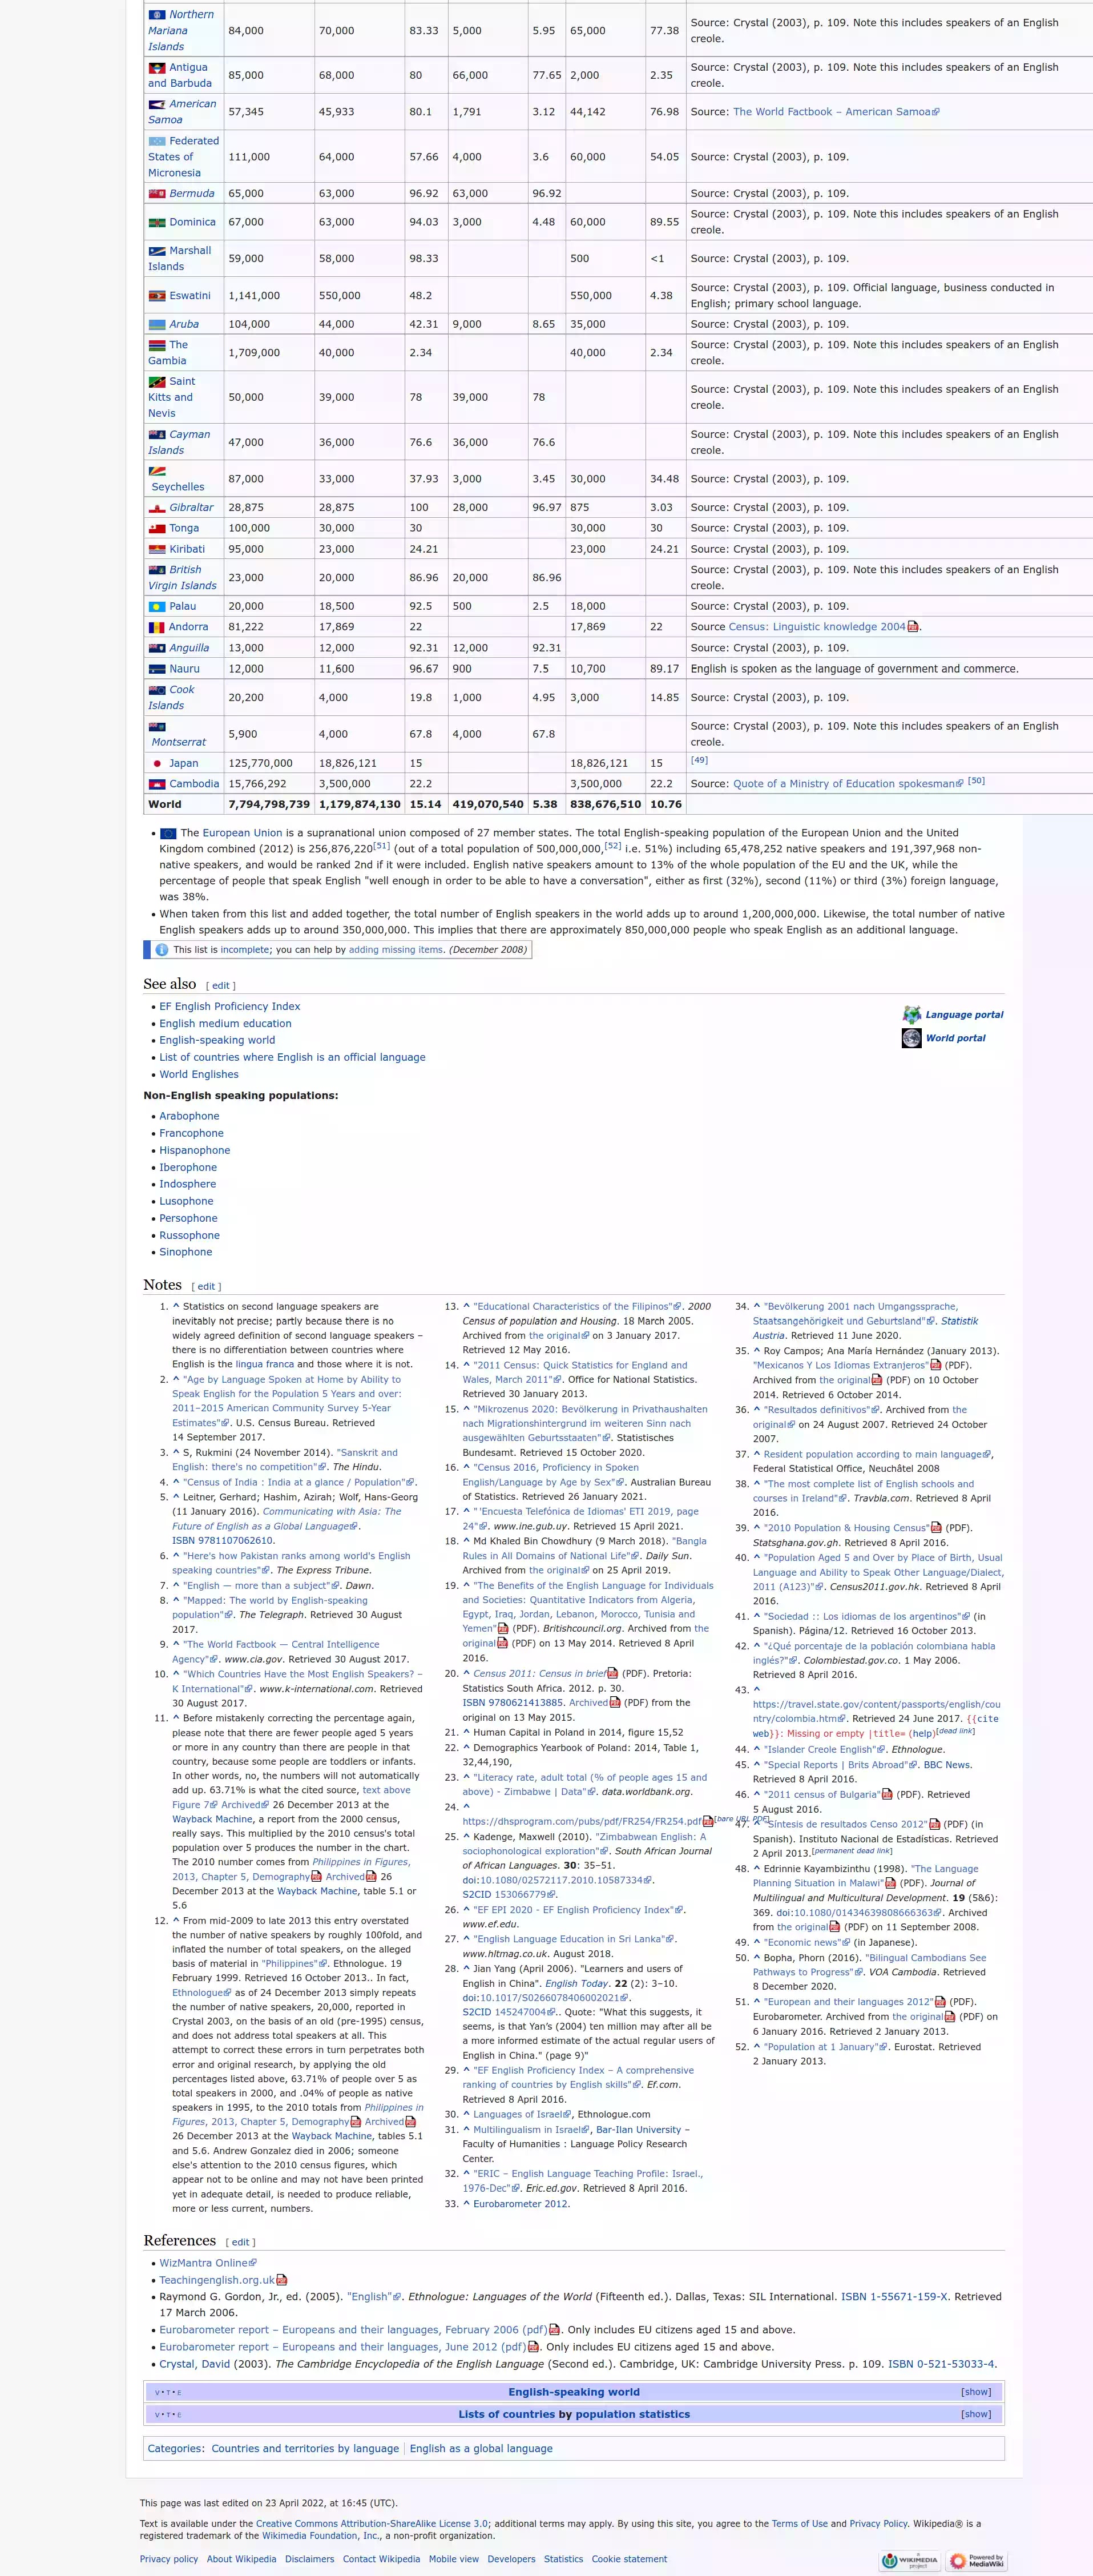 Northern
Mariana
Islands 84,000 70,000 83.33 5,000 5.95 65,000 77.38 Source: Crystal (2003), p. 109. Note this includes speakers of an English
creole.
Antigua
and Barbuda 85,000 68,000 80 66,000 77.65 2,000 2.35 Source: Crystal (2003), p. 109. Note this includes speakers of an English
creole.
American
Samoa 57,345 45,933 80.1 1,791 3.12 44,142 76.98 Source: The World Factbook – American Samoa
Federated
States of
Micronesia 111,000 64,000 57.66 4,000 3.6 60,000 54.05 Source: Crystal (2003), p. 109.
Bermuda 65,000 63,000 96.92 63,000 96.92 Source: Crystal (2003), p. 109.
Dominica 67,000 63,000 94.03 3,000 4.48 60,000 89.55 Source: Crystal (2003), p. 109. Note this includes speakers of an English
creole.
Marshall
Islands 59,000 58,000 98.33 500 <1 Source: Crystal (2003), p. 109.
Eswatini 1,141,000 550,000 48.2 550,000 4.38 Source: Crystal (2003), p. 109. Official language, business conducted in
English; primary school language.
Aruba 104,000 44,000 42.31 9,000 8.65 35,000 Source: Crystal (2003), p. 109.
The
Gambia 1,709,000 40,000 2.34 40,000 2.34 Source: Crystal (2003), p. 109. Note this includes speakers of an English
creole.
Saint
Kitts and
Nevis 50,000 39,000 78 39,000 78 Source: Crystal (2003), p. 109. Note this includes speakers of an English
creole.
Cayman
Islands 47,000 36,000 76.6 36,000 76.6 Source: Crystal (2003), p. 109. Note this includes speakers of an English
creole.
Seychelles 87,000 33,000 37.93 3,000 3.45 30,000 34.48 Source: Crystal (2003), p. 109.
Gibraltar 28,875 28,875 100 28,000 96.97 875 3.03 Source: Crystal (2003), p. 109.
Tonga 100,000 30,000 30 30,000 30 Source: Crystal (2003), p. 109.
Kiribati 95,000 23,000 24.21 23,000 24.21 Source: Crystal (2003), p. 109.
British
Virgin Islands 23,000 20,000 86.96 20,000 86.96 Source: Crystal (2003), p. 109. Note this includes speakers of an English
creole.
Palau 20,000 18,500 92.5 500 2.5 18,000 Source: Crystal (2003), p. 109.
Andorra 81,222 17,869 22 17,869 22 Source Census: Linguistic knowledge 2004.
Anguilla 13,000 12,000 92.31 12,000 92.31 Source: Crystal (2003), p. 109.
Nauru 12,000 11,600 96.67 900 7.5 10,700 89.17 English is spoken as the language of government and commerce.
Cook
Islands 20,200 4,000 19.8 1,000 4.95 3,000 14.85 Source: Crystal (2003), p. 109.
Montserrat 5,900 4,000 67.8 4,000 67.8 Source: Crystal (2003), p. 109. Note this includes speakers of an English
creole.
Japan 125,770,000 18,826,121 15 18,826,121 15 [49]
Cambodia 15,766,292 3,500,000 22.2 3,500,000 22.2 Source: Quote of a Ministry of Education spokesman [50]
World 7,794,798,739 1,179,874,130 15.14 419,070,540 5.38 838,676,510 10.76
• The European Union is a supranational union composed of 27 member states. The total English-speaking population of the European Union and the United
Kingdom combined (2012) is 256,876,220[51] (out of a total population of 500,000,000,[52] i.e. 51%) including 65,478,252 native speakers and 191,397,968 non-
native speakers, and would be ranked 2nd if it were included. English native speakers amount to 13% of the whole population of the EU and the UK, while the
percentage of people that speak English "well enough in order to be able to have a conversation", either as first (32%), second (11%) or third (3%) foreign language,
was 38%.
• When taken from this list and added together, the total number of English speakers in the world adds up to around 1,200,000,000. Likewise, the total number of native
English speakers adds up to around 350,000,000. This implies that there are approximately 850,000,000 people who speak English as an additional language.
This list is incomplete; you can help by adding missing items. (December 2008)
See also [ edit ]
• EF English Proficiency Index
• English medium education
• English-speaking world
• List of countries where English is an official language
• World Englishes
Language portal
World portal
Non-English speaking populations:
• Arabophone
• Francophone
• Hispanophone
• Iberophone
• Indosphere
• Lusophone
• Persophone
• Russophone
• Sinophone
Notes [ edit ]
1. ^ Statistics on second language speakers are
inevitably not precise; partly because there is no
widely agreed definition of second language speakers –
there is no differentiation between countries where
English is the lingua franca and those where it is not.
2. ^ "Age by Language Spoken at Home by Ability to
Speak English for the Population 5 Years and over:
2011–2015 American Community Survey 5-Year
Estimates". U.S. Census Bureau. Retrieved
14 September 2017.
3. ^ S, Rukmini (24 November 2014). "Sanskrit and
English: there's no competition". The Hindu.
4. ^ "Census of India : India at a glance / Population".
5. ^ Leitner, Gerhard; Hashim, Azirah; Wolf, Hans-Georg
(11 January 2016). Communicating with Asia: The
Future of English as a Global Language.
ISBN 9781107062610.
6. ^ "Here's how Pakistan ranks among world's English
speaking countries". The Express Tribune.
7. ^ "English — more than a subject". Dawn.
8. ^ "Mapped: The world by English-speaking
population". The Telegraph. Retrieved 30 August
2017.
9. ^ "The World Factbook — Central Intelligence
Agency". www.cia.gov. Retrieved 30 August 2017.
10. ^ "Which Countries Have the Most English Speakers? –
K International". www.k-international.com. Retrieved
30 August 2017.
11. ^ Before mistakenly correcting the percentage again,
please note that there are fewer people aged 5 years
or more in any country than there are people in that
country, because some people are toddlers or infants.
In other words, no, the numbers will not automatically
add up. 63.71% is what the cited source, text above
Figure 7 Archived 26 December 2013 at the
Wayback Machine, a report from the 2000 census,
really says. This multiplied by the 2010 census's total
population over 5 produces the number in the chart.
The 2010 number comes from Philippines in Figures,
2013, Chapter 5, Demography Archived 26
December 2013 at the Wayback Machine, table 5.1 or
5.6
12. ^ From mid-2009 to late 2013 this entry overstated
the number of native speakers by roughly 100fold, and
inflated the number of total speakers, on the alleged
basis of material in "Philippines". Ethnologue. 19
February 1999. Retrieved 16 October 2013.. In fact,
Ethnologue as of 24 December 2013 simply repeats
the number of native speakers, 20,000, reported in
Crystal 2003, on the basis of an old (pre-1995) census,
and does not address total speakers at all. This
attempt to correct these errors in turn perpetrates both
error and original research, by applying the old
percentages listed above, 63.71% of people over 5 as
total speakers in 2000, and .04% of people as native
speakers in 1995, to the 2010 totals from Philippines in
Figures, 2013, Chapter 5, Demography Archived
26 December 2013 at the Wayback Machine, tables 5.1
and 5.6. Andrew Gonzalez died in 2006; someone
else's attention to the 2010 census figures, which
appear not to be online and may not have been printed
yet in adequate detail, is needed to produce reliable,
more or less current, numbers.
13. ^ "Educational Characteristics of the Filipinos". 2000
Census of population and Housing. 18 March 2005.
Archived from the original on 3 January 2017.
Retrieved 12 May 2016.
14. ^ "2011 Census: Quick Statistics for England and
Wales, March 2011". Office for National Statistics.
Retrieved 30 January 2013.
15. ^ "Mikrozenus 2020: Bevölkerung in Privathaushalten
nach Migrationshintergrund im weiteren Sinn nach
ausgewählten Geburtsstaaten". Statistisches
Bundesamt. Retrieved 15 October 2020.
16. ^ "Census 2016, Proficiency in Spoken
English/Language by Age by Sex". Australian Bureau
of Statistics. Retrieved 26 January 2021.
17. ^ " 'Encuesta Telefónica de Idiomas' ETI 2019, page
24". www.ine.gub.uy. Retrieved 15 April 2021.
18. ^ Md Khaled Bin Chowdhury (9 March 2018). "Bangla
Rules in All Domains of National Life". Daily Sun.
Archived from the original on 25 April 2019.
19. ^ "The Benefits of the English Language for Individuals
and Societies: Quantitative Indicators from Algeria,
Egypt, Iraq, Jordan, Lebanon, Morocco, Tunisia and
Yemen" (PDF). Britishcouncil.org. Archived from the
original (PDF) on 13 May 2014. Retrieved 8 April
2016.
20. ^ Census 2011: Census in brief (PDF). Pretoria:
Statistics South Africa. 2012. p. 30.
ISBN 9780621413885. Archived (PDF) from the
original on 13 May 2015.
21. ^ Human Capital in Poland in 2014, figure 15,52
22. ^ Demographics Yearbook of Poland: 2014, Table 1,
32,44,190,
23. ^ "Literacy rate, adult total (% of people ages 15 and
above) - Zimbabwe | Data". data.worldbank.org.
24. ^
https://dhsprogram.com/pubs/pdf/FR254/FR254.pdf[bare URL PDF]
25. ^ Kadenge, Maxwell (2010). "Zimbabwean English: A
sociophonological exploration". South African Journal
of African Languages. 30: 35–51.
doi:10.1080/02572117.2010.10587334.
S2CID 153066779.
26. ^ "EF EPI 2020 - EF English Proficiency Index".
www.ef.edu.
27. ^ "English Language Education in Sri Lanka".
www.hltmag.co.uk. August 2018.
28. ^ Jian Yang (April 2006). "Learners and users of
English in China". English Today. 22 (2): 3–10.
doi:10.1017/S0266078406002021.
S2CID 145247004.. Quote: "What this suggests, it
seems, is that Yan's (2004) ten million may after all be
a more informed estimate of the actual regular users of
English in China." (page 9)"
29. ^ "EF English Proficiency Index – A comprehensive
ranking of countries by English skills". Ef.com.
Retrieved 8 April 2016.
30. ^ Languages of Israel, Ethnologue.com
31. ^ Multilingualism in Israel, Bar-Ilan University –
Faculty of Humanities : Language Policy Research
Center.
32. ^ "ERIC – English Language Teaching Profile: Israel.,
1976-Dec". Eric.ed.gov. Retrieved 8 April 2016.
33. ^ Eurobarometer 2012.
34. ^ "Bevölkerung 2001 nach Umgangssprache,
Staatsangehörigkeit und Geburtsland". Statistik
Austria. Retrieved 11 June 2020.
35. ^ Roy Campos; Ana María Hernández (January 2013).
"Mexicanos Y Los Idiomas Extranjeros" (PDF).
Archived from the original (PDF) on 10 October
2014. Retrieved 6 October 2014.
36. ^ "Resultados definitivos". Archived from the
original on 24 August 2007. Retrieved 24 October
2007.
37. ^ Resident population according to main language,
Federal Statistical Office, Neuchâtel 2008
38. ^ "The most complete list of English schools and
courses in Ireland". Travbla.com. Retrieved 8 April
2016.
39. ^ "2010 Population & Housing Census" (PDF).
Statsghana.gov.gh. Retrieved 8 April 2016.
40. ^ "Population Aged 5 and Over by Place of Birth, Usual
Language and Ability to Speak Other Language/Dialect,
2011 (A123)". Census2011.gov.hk. Retrieved 8 April
2016.
41. ^ "Sociedad :: Los idiomas de los argentinos" (in
Spanish). Página/12. Retrieved 16 October 2013.
42. ^ "¿Qué porcentaje de la población colombiana habla
inglés?". Colombiestad.gov.co. 1 May 2006.
Retrieved 8 April 2016.
43. ^
https://travel.state.gov/content/passports/english/cou
ntry/colombia.htm. Retrieved 24 June 2017. {{cite
web}}: Missing or empty |title= (help)[dead link]
44. ^ "Islander Creole English". Ethnologue.
45. ^ "Special Reports | Brits Abroad". BBC News.
Retrieved 8 April 2016.
46. ^ "2011 census of Bulgaria" (PDF). Retrieved
5 August 2016.
47. ^ "Síntesis de resultados Censo 2012" (PDF) (in
Spanish). Instituto Nacional de Estadísticas. Retrieved
2 April 2013.[permanent dead link]
48. ^ Edrinnie Kayambizinthu (1998). "The Language
Planning Situation in Malawi" (PDF). Journal of
Multilingual and Multicultural Development. 19 (5&6):
369. doi:10.1080/01434639808666363. Archived
from the original (PDF) on 11 September 2008.
49. ^ "Economic news" (in Japanese).
50. ^ Bopha, Phorn (2016). "Bilingual Cambodians See
Pathways to Progress". VOA Cambodia. Retrieved
8 December 2020.
51. ^ "European and their languages 2012" (PDF).
Eurobarometer. Archived from the original (PDF) on
6 January 2016. Retrieved 2 January 2013.
52. ^ "Population at 1 January". Eurostat. Retrieved
2 January 2013.
References [ edit ]
• WizMantra Online
• Teachingenglish.org.uk
• Raymond G. Gordon, Jr., ed. (2005). "English". Ethnologue: Languages of the World (Fifteenth ed.). Dallas, Texas: SIL International. ISBN 1-55671-159-X. Retrieved
17 March 2006.
• Eurobarometer report – Europeans and their languages, February 2006 (pdf). Only includes EU citizens aged 15 and above.
• Eurobarometer report – Europeans and their languages, June 2012 (pdf). Only includes EU citizens aged 15 and above.
• Crystal, David (2003). The Cambridge Encyclopedia of the English Language (Second ed.). Cambridge, UK: Cambridge University Press. p. 109. ISBN 0-521-53033-4.
V • T • E English-speaking world [show]
V • T • E Lists of countries by population statistics [show]
Categories: Countries and territories by language | English as a global language
This page was last edited on 23 April 2022, at 16:45 (UTC).
Text is available under the Creative Commons Attribution-ShareAlike License 3.0; additional terms may apply. By using this site, you agree to the Terms of Use and Privacy Policy. Wikipedia® is a
registered trademark of the Wikimedia Foundation, Inc., a non-profit organization.
Privacy policy About Wikipedia Disclaimers Contact Wikipedia Mobile view Developers Statistics Cookie statement
WIKIMEDIA
project
Powered by
MediaWiki